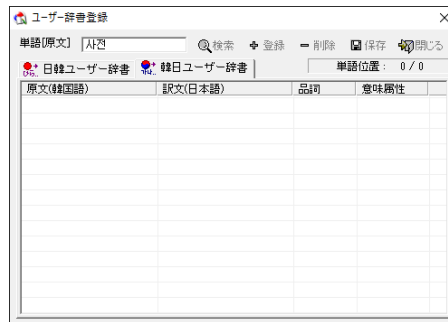 ユーザー辞書登録
単語[原文] 사전 検索 登録 削除 保存 閉じる
日韓ユーザー辞書 韓日ユーザー辞書 単語位置： 0 / 0
原文(韓国語) 訳文(日本語) 品詞 意味属性